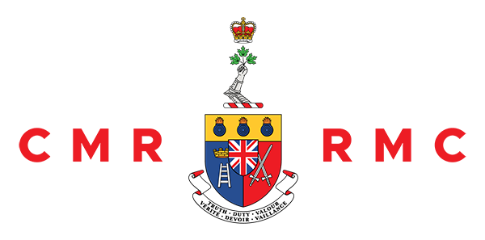 CMR
RMC
TRUTH · DUTY · VALOUR
VÉRITÉ · DEVOIR · VAILLANCE